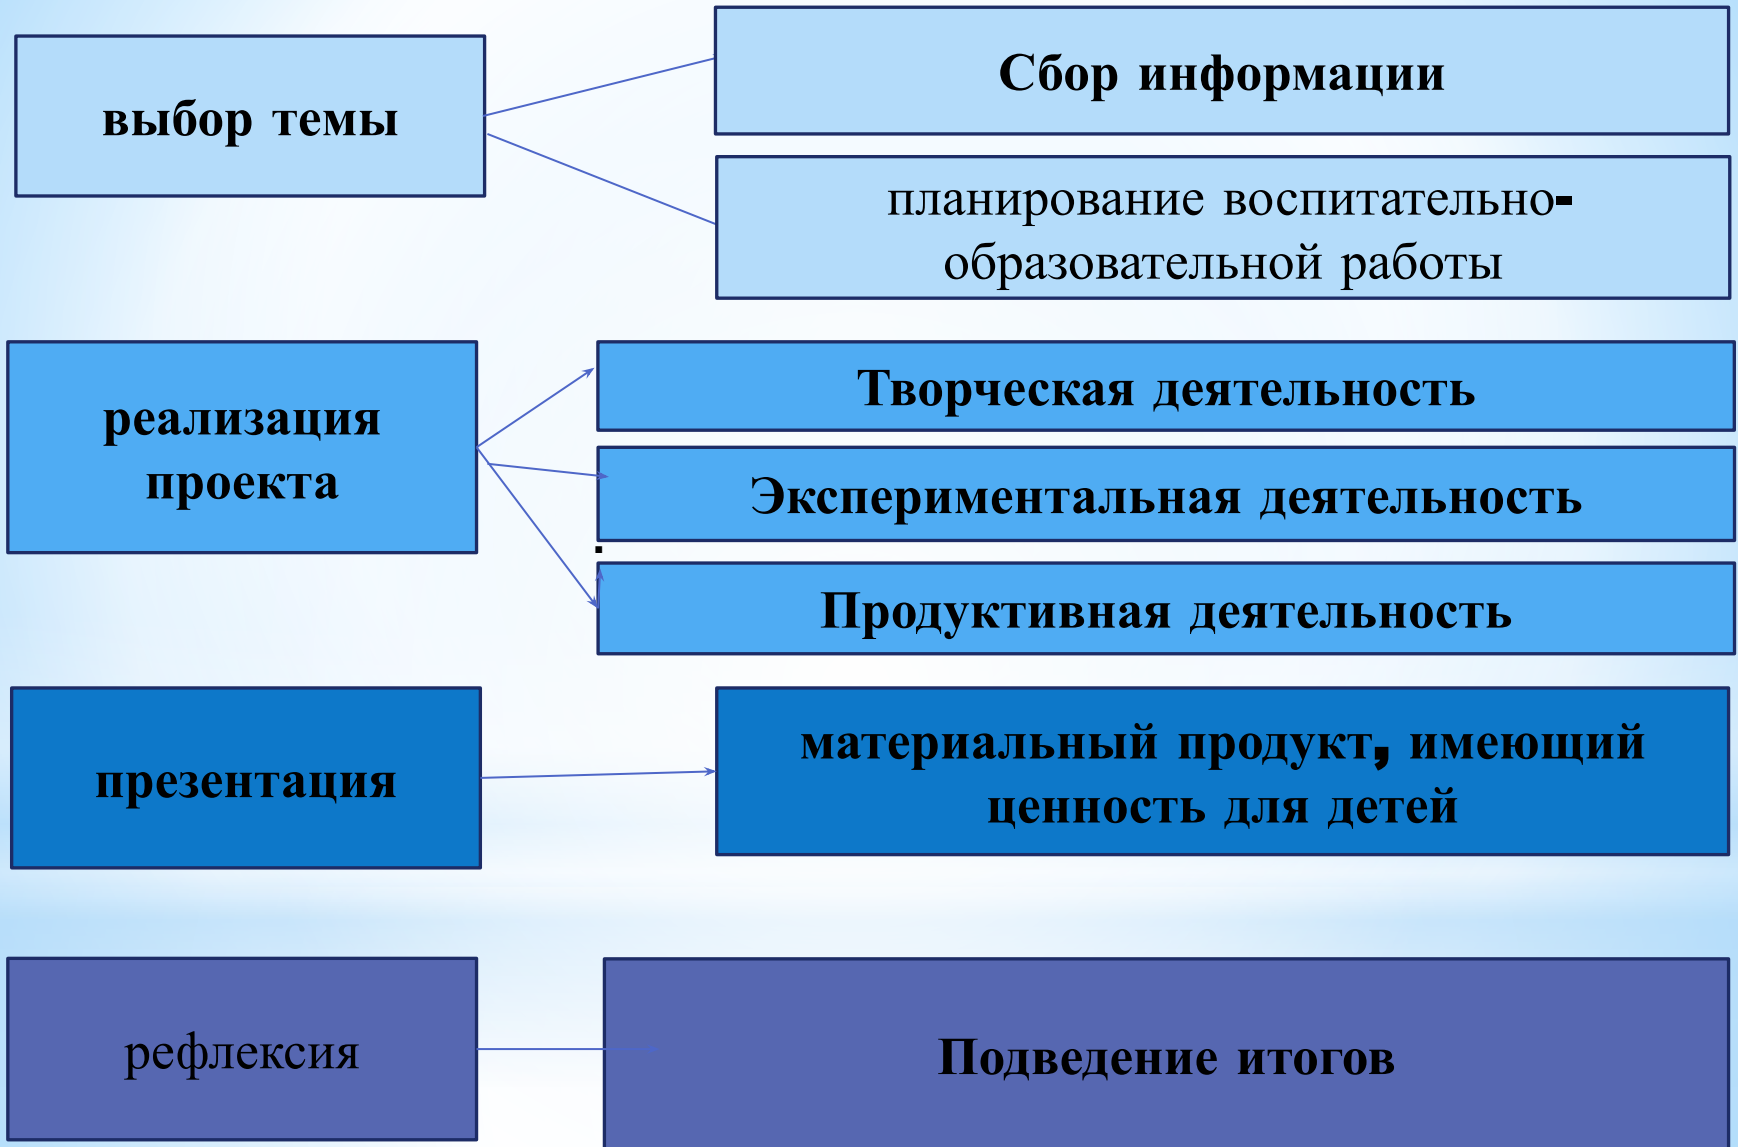 выбор темы
Сбор информации
планирование воспитательно-
образовательной работы
реализация
проекта
Творческая деятельность
Экспериментальная деятельность
.
Продуктивная деятельность
презентация
материальный продукт, имеющий
ценность для детей
рефлексия
Подведение итогов